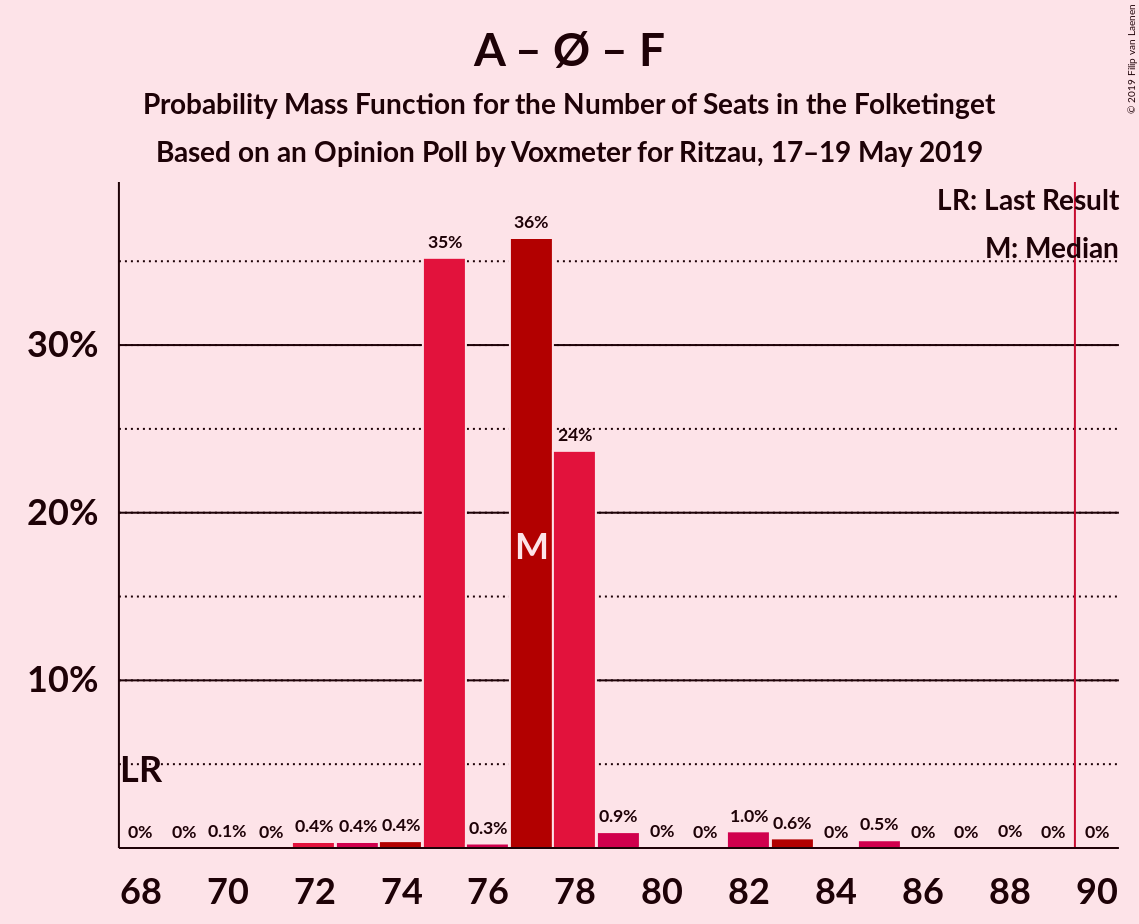 A – Ø – F
Probability Mass Function for the Number of Seats in the Folketinget
Based on an Opinion Poll by Voxmeter for Ritzau, 17–19 May 2019
© 2019 Filip van Laenen
LR: Last Result
M: Median
36%
35%
30%
24%
20%
M
10%
LR
0% 0% 0.1% 0% 0.4% 0.4% 0.4% 0.3% 0.9% 0% 0% 1.0% 0.6% 0% 0.5% 0% 0% 0% 0% 0%
68 70 72 74 76 78 80 82 84 86 88 90